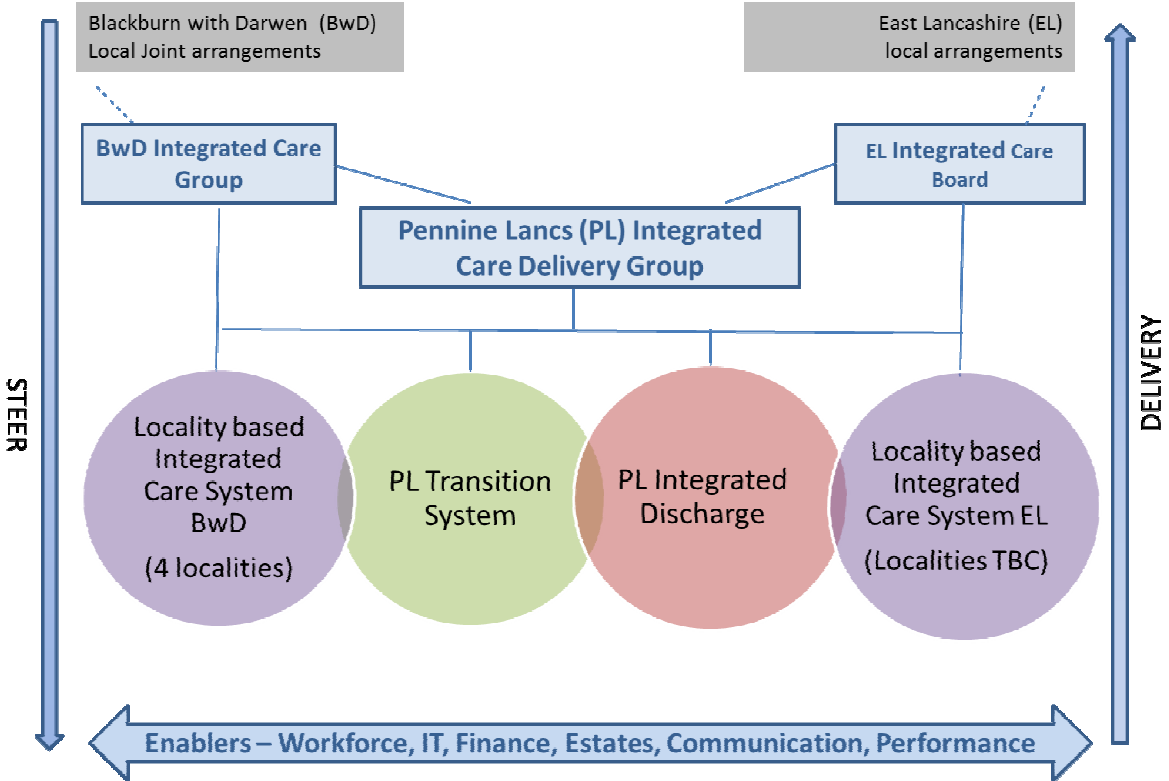 Blackburn with Darwen (BwD)
Local Joint arrangements
East Lancashire (EL)
local arrangements
BwD Integrated Care
Group
EL Integrated Care
Board
Pennine Lancs (PL) Integrated
Care Delivery Group
STEER
DELIVERY
Locality based
Integrated
Care System
BwD
(4 localities)
PL Transition
System
PL Integrated
Discharge
Locality based
Integrated
Care System EL
(Localities TBC)
Enablers – Workforce, IT, Finance, Estates, Communication, Performance